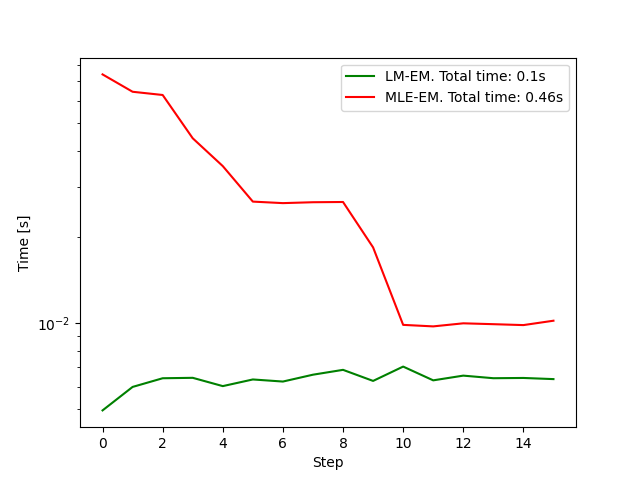 LM-EM. Total time: 0.1s
MLE-EM. Total time: 0.46s
Time [s]
10⁻²
0 2 4 6 8 10 12 14
Step